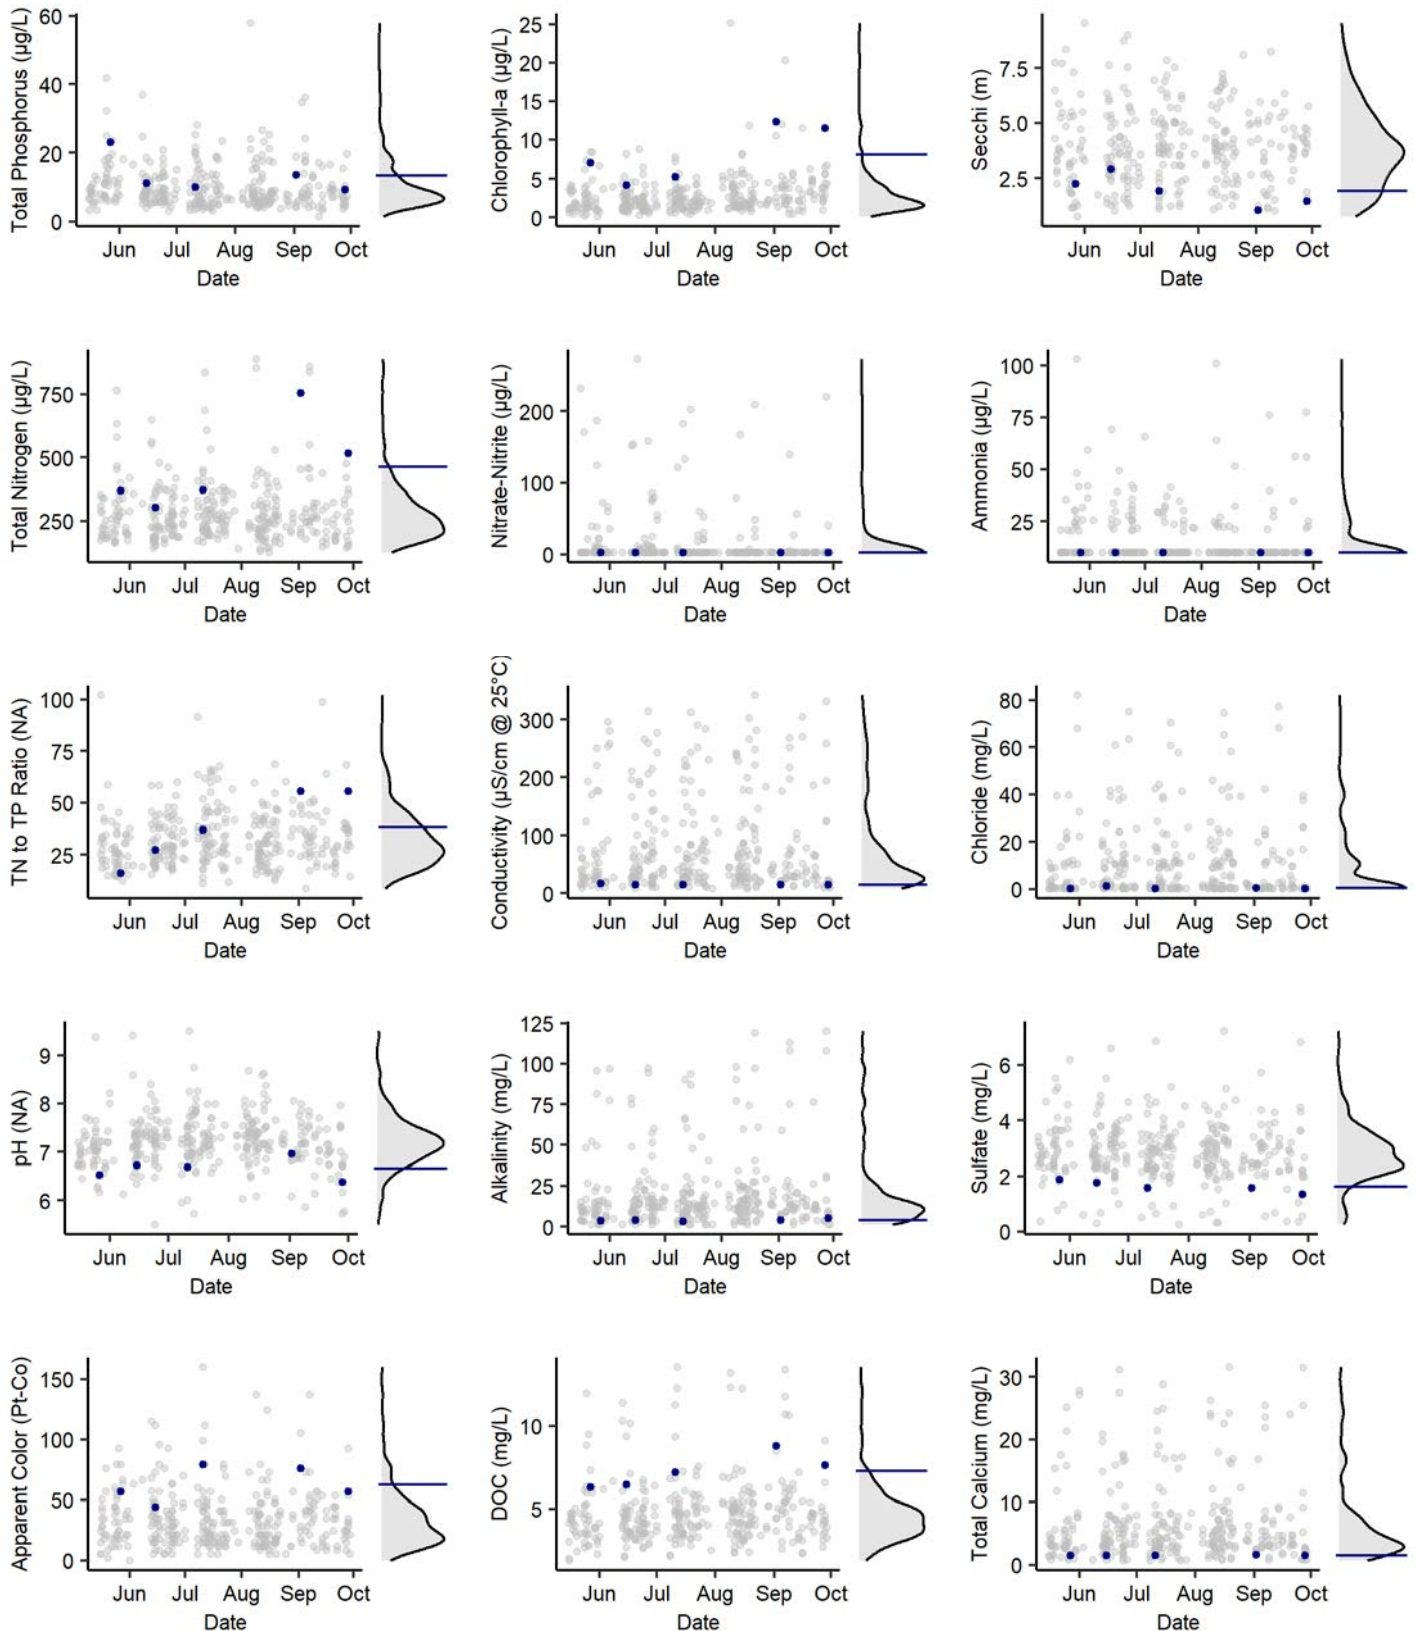 Total Phosphorus (µg/L)
60
40
20
0
Jun Jul Aug Sep Oct
Date
Chlorophyll-a (µg/L)
25
20
15
10
5
0
Jun Jul Aug Sep Oct
Date
Secchi (m)
7.5
5.0
2.5
Jun Jul Aug Sep Oct
Date
Total Nitrogen (µg/L)
750
500
250
Jun Jul Aug Sep Oct
Date
Nitrate-Nitrite (µg/L)
200
100
0
Jun Jul Aug Sep Oct
Date
Ammonia (µg/L)
100
75
50
25
Jun Jul Aug Sep Oct
Date
TN to TP Ratio (NA)
100
75
50
25
Jun Jul Aug Sep Oct
Date
Conductivity (µS/cm @ 25°C)
300
200
100
0
Jun Jul Aug Sep Oct
Date
Chloride (mg/L)
80
60
40
20
0
Jun Jul Aug Sep Oct
Date
pH (NA)
9
8
7
6
Jun Jul Aug Sep Oct
Date
Alkalinity (mg/L)
125
100
75
50
25
0
Jun Jul Aug Sep Oct
Date
Sulfate (mg/L)
6
4
2
0
Jun Jul Aug Sep Oct
Date
Apparent Color (Pt-Co)
150
100
50
0
Jun Jul Aug Sep Oct
Date
DOC (mg/L)
10
5
Jun Jul Aug Sep Oct
Date
Total Calcium (mg/L)
30
20
10
0
Jun Jul Aug Sep Oct
Date